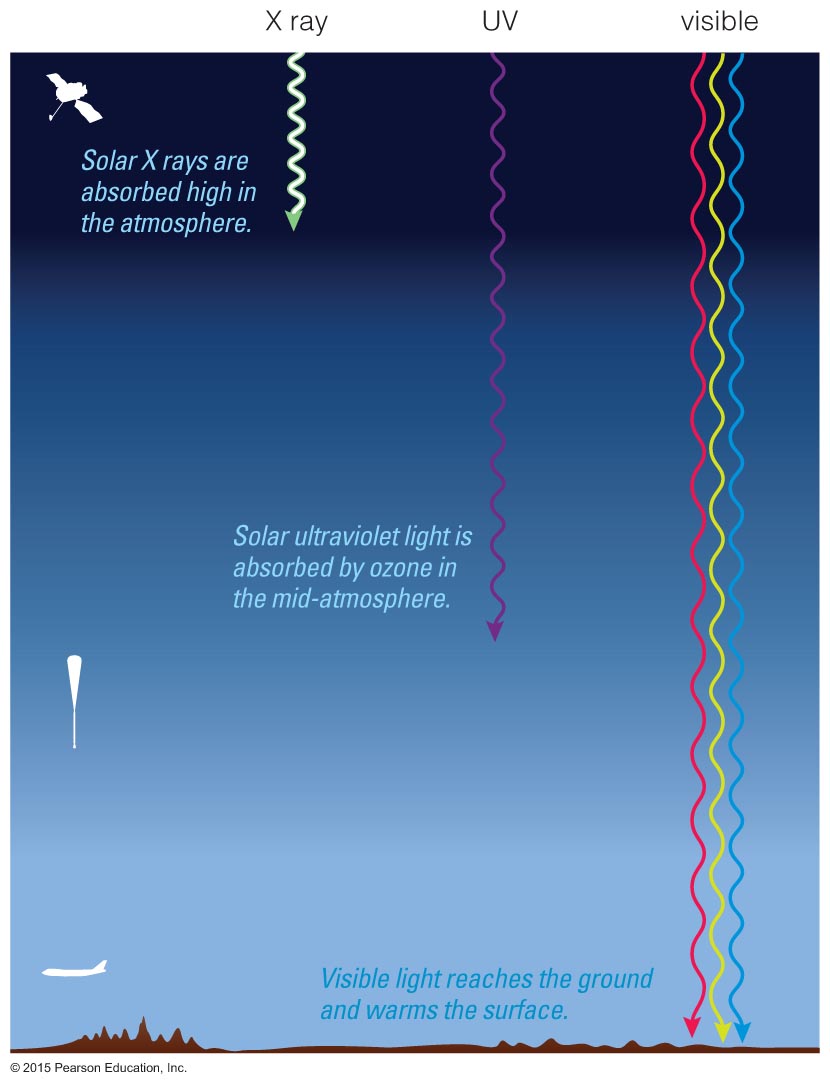 X ray
UV
visible
Solar X rays are
absorbed high in
the atmosphere.
Solar ultraviolet light is
absorbed by ozone in
the mid-atmosphere.
Visible light reaches the ground
and warms the surface.
© 2015 Pearson Education, Inc.